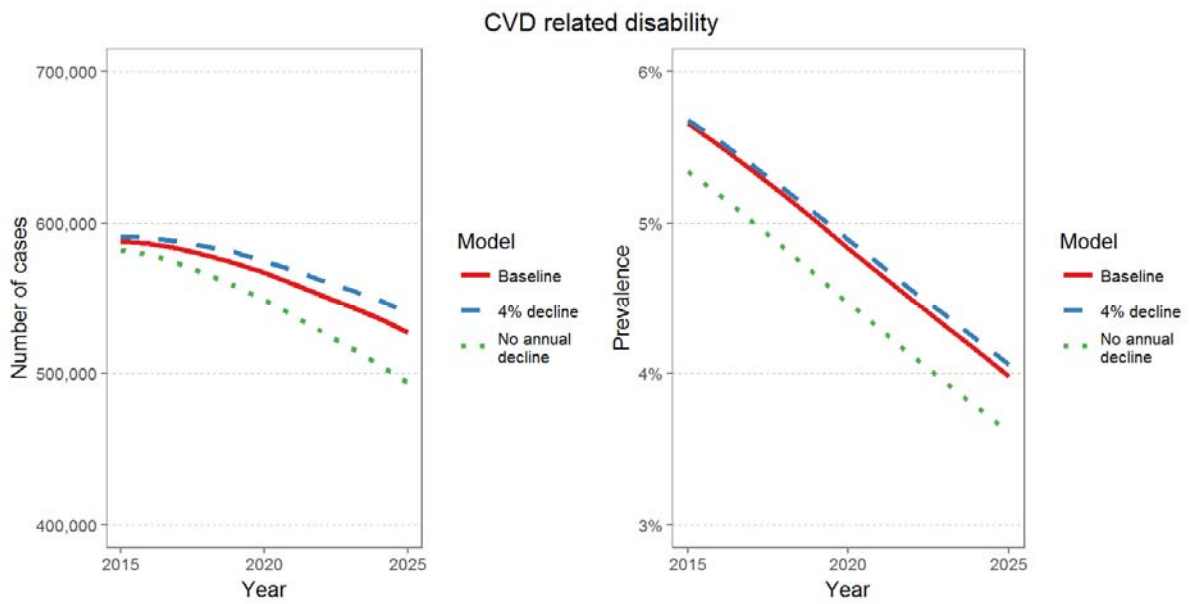 CVD related disability
700,000
600,000
500,000
400,000
Number of cases
2015
2020
2025
Year
Model
Baseline
4% decline
No annual
decline
6%
5%
4%
3%
Prevalence
2015
2020
2025
Year
Model
Baseline
4% decline
No annual
decline